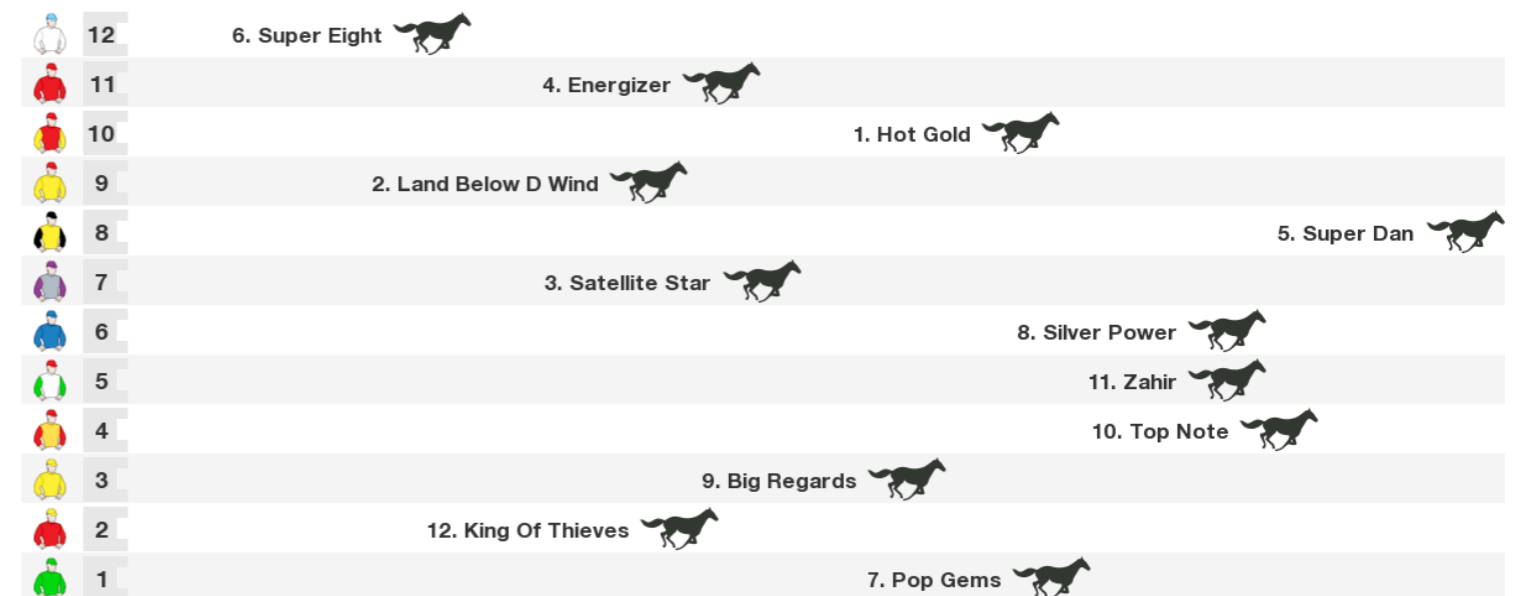 12 6. Super Eight
11 4. Energizer
10 1. Hot Gold
9 2. Land Below D Wind
8 5. Super Dan
7 3. Satellite Star
6 8. Silver Power
5 11. Zahir
4 10. Top Note
3 9. Big Regards
2 12. King Of Thieves
1 7. Pop Gems